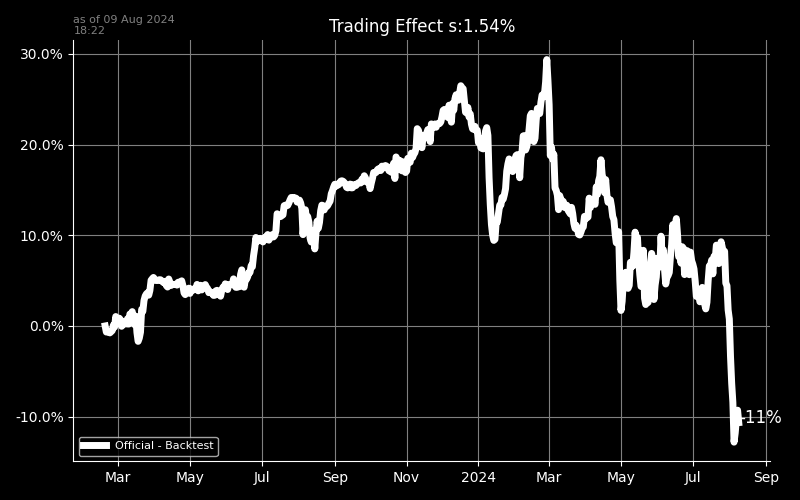 as of 09 Aug 2024
18:22
Trading Effect s:1.54%
30.0%
20.0%
10.0%
0.0%
-10.0%
-11%
Official - Backtest
Mar May Jul Sep Nov 2024 Mar May Jul Sep